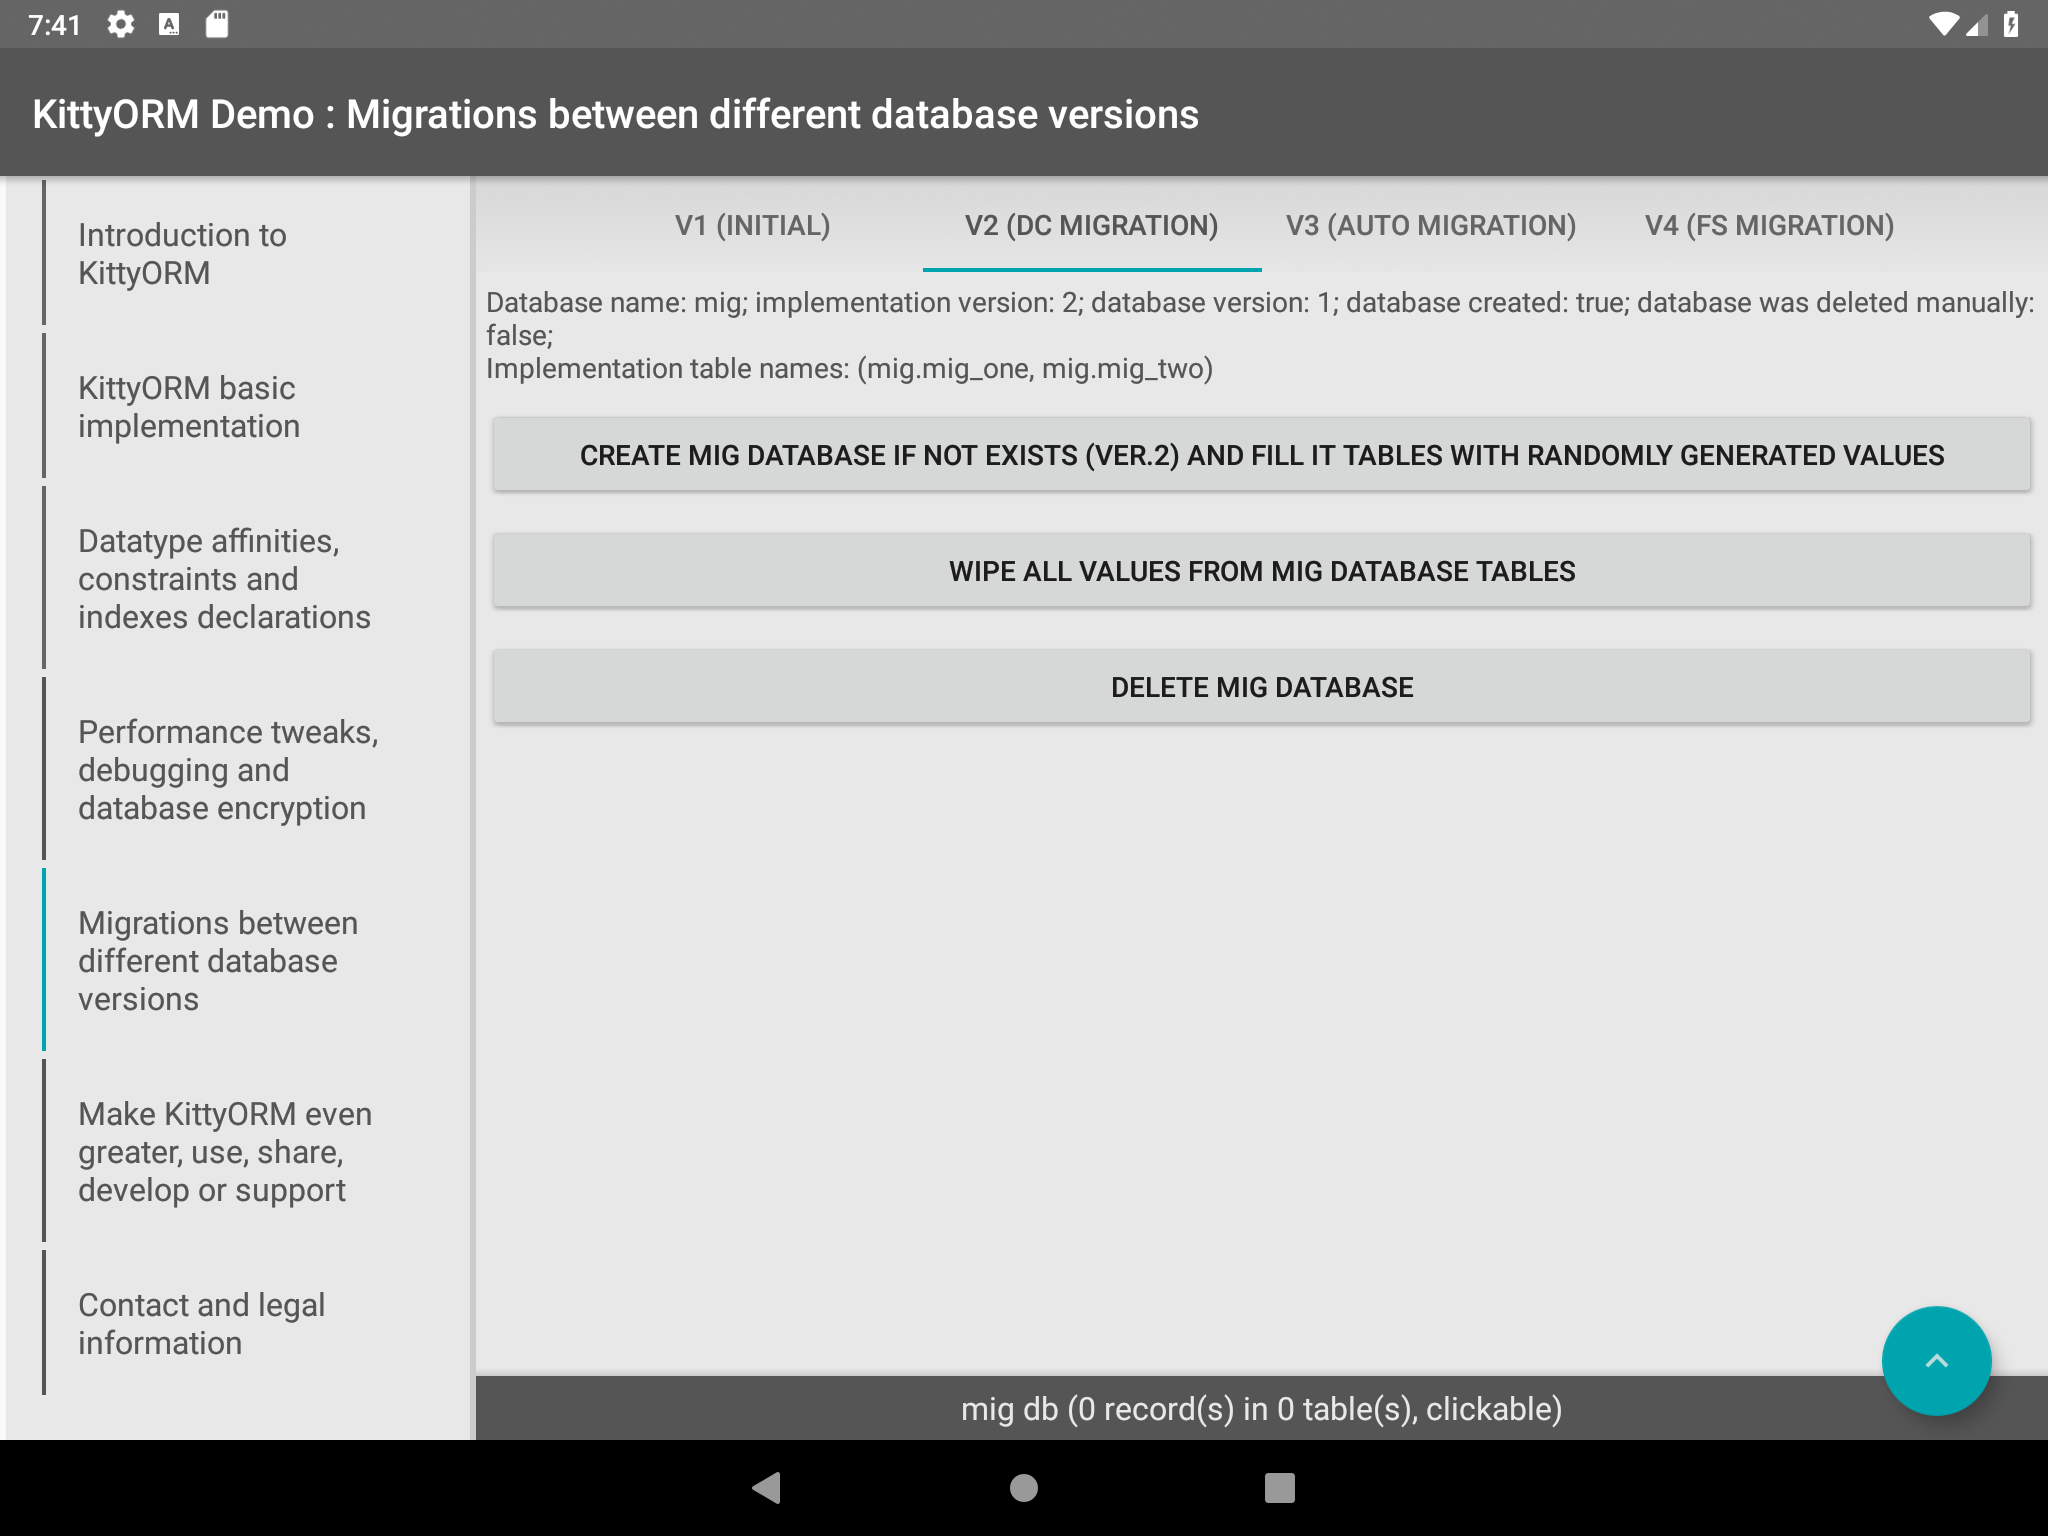 7:41
KittyORM Demo : Migrations between different database versions
Introduction to
KittyORM
KittyORM basic
implementation
Datatype affinities,
constraints and
indexes declarations
Performance tweaks,
debugging and
database encryption
Migrations between
different database
versions
Make KittyORM even
greater, use, share,
develop or support
Contact and legal
information
V1 (INITIAL)
V2 (DC MIGRATION)
V3 (AUTO MIGRATION)
V4 (FS MIGRATION)
Database name: mig; implementation version: 2; database version: 1; database created: true; database was deleted manually:
false;
Implementation table names: (mig.mig_one, mig.mig_two)
CREATE MIG DATABASE IF NOT EXISTS (VER.2) AND FILL IT TABLES WITH RANDOMLY GENERATED VALUES
WIPE ALL VALUES FROM MIG DATABASE TABLES
DELETE MIG DATABASE
mig db (0 record(s) in 0 table(s), clickable)